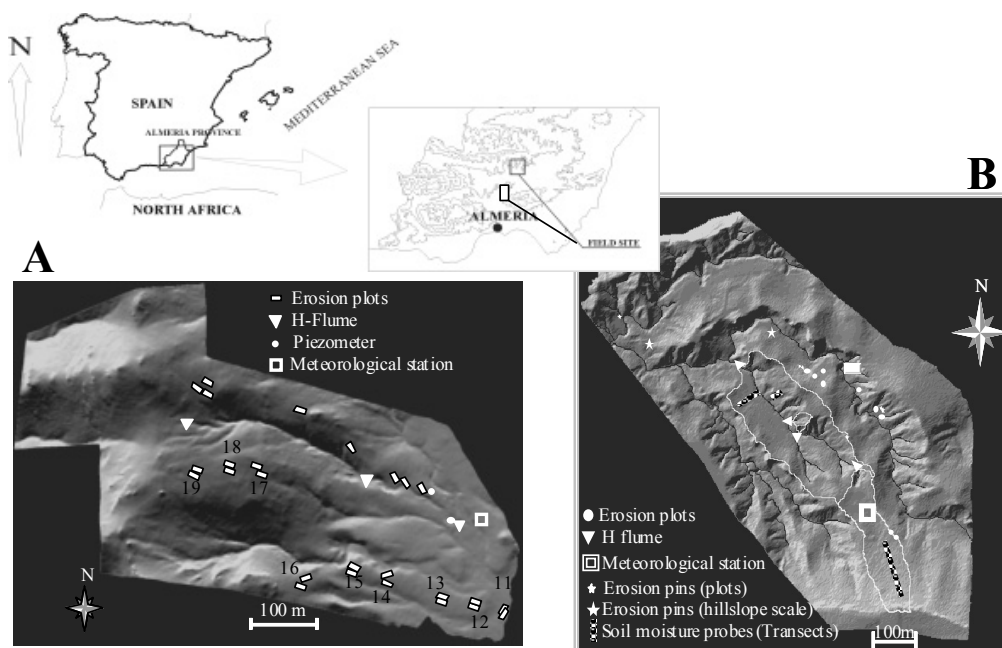 N
SPAIN
MEDITERRANEAN SEA
ALMERIA PROVINCE
NORTH AFRICA
ALMERIA
FIELD SITE
A
Erosion plots
H-Flume
Piezometer
Meteorological station
18
19
17
16
15
14
13
12
11
N
100 m
B
N
Erosion plots
H flume
Meteorological station
Erosion pins (plots)
Erosion pins (hillslope scale)
Soil moisture probes (Transects)
100m